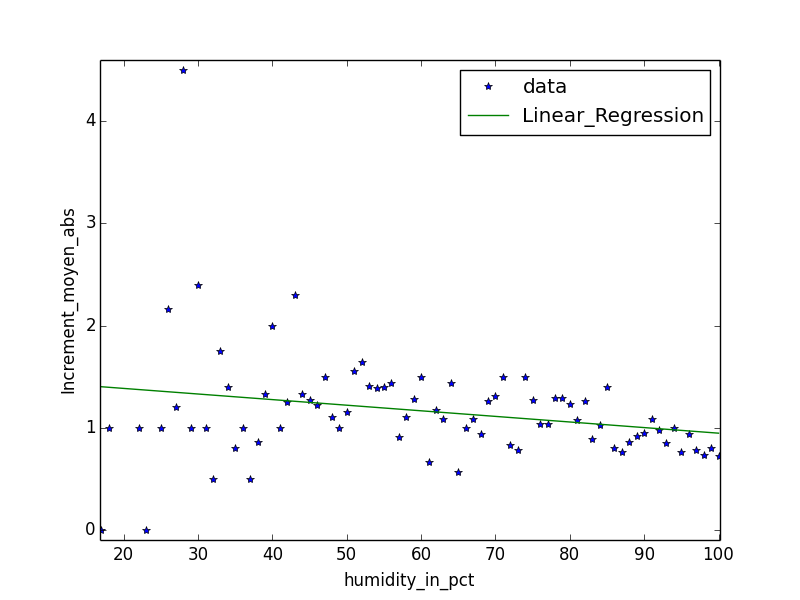 data
Linear_Regression
4
3
2
1
0
Increment_moyen_abs
20 30 40 50 60 70 80 90 100
humidity_in_pct